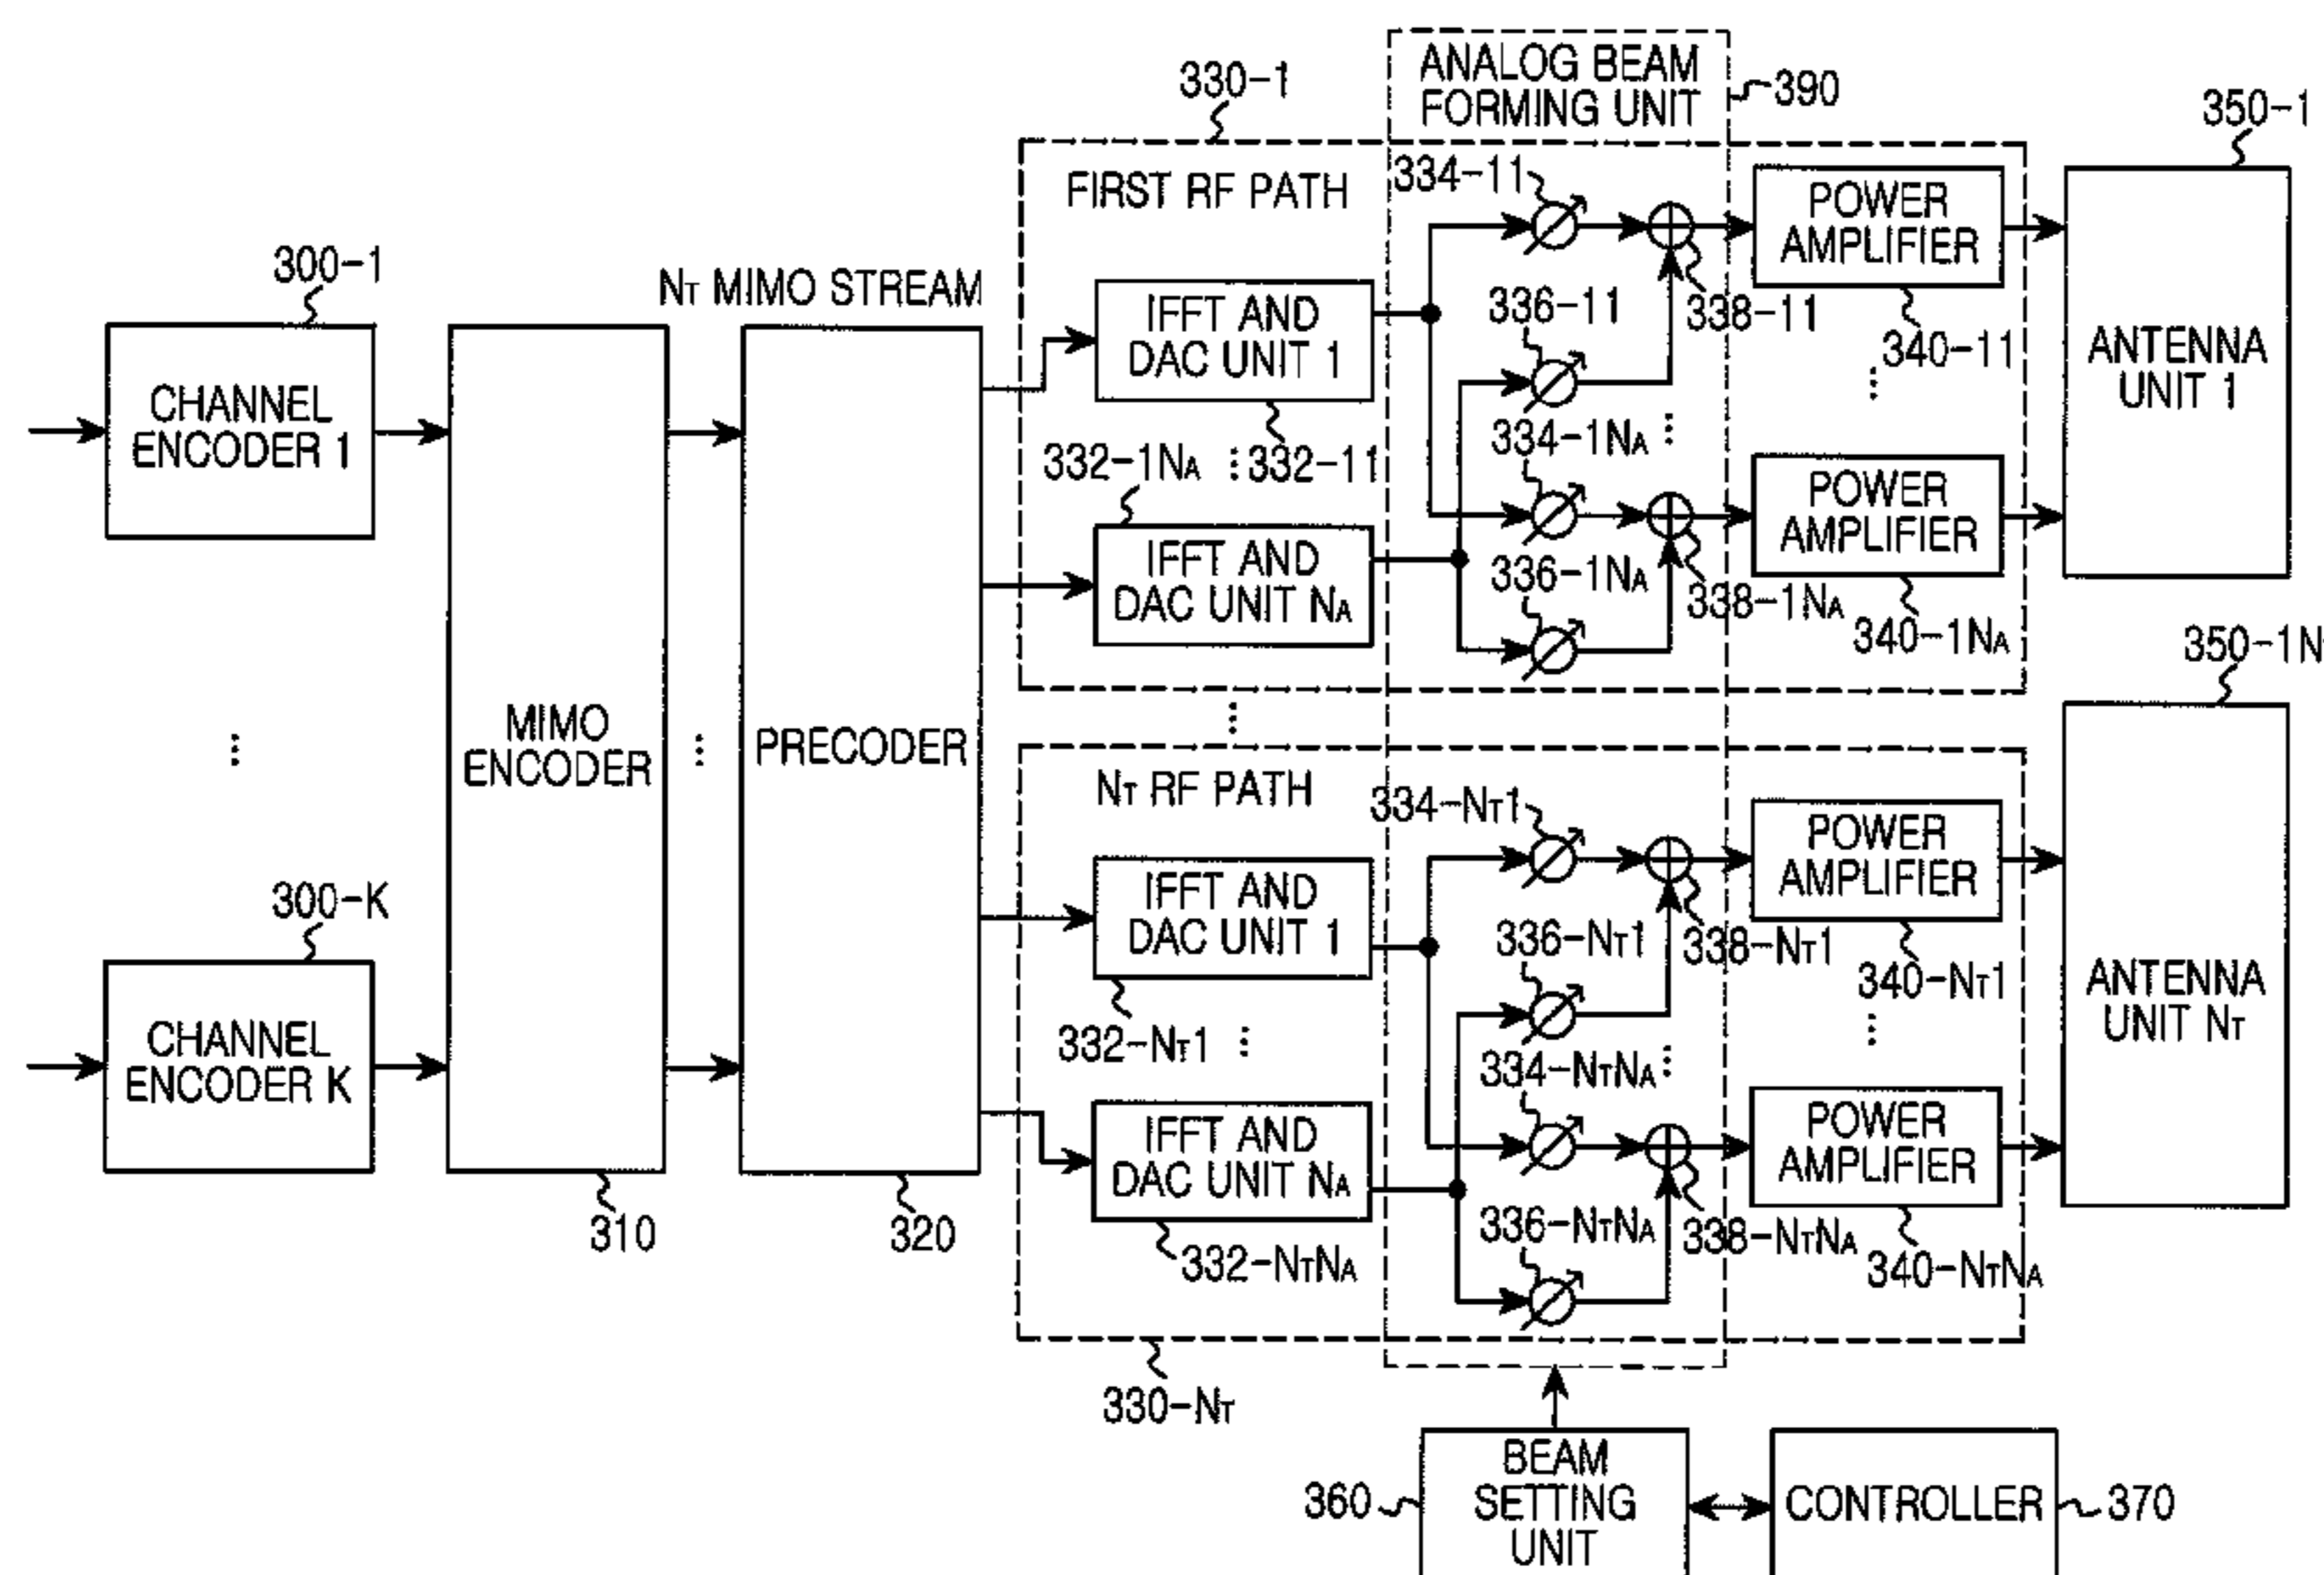 ANALOG BEAM
FORMING UNIT
390
330-1
350-1
FIRST RF PATH
334-11
POWER
AMPLIFIER
300-1
NT MIMO STREAM
IFFT AND
DAC UNIT 1
336-11
338-11
340-11
ANTENNA
UNIT 1
CHANNEL
ENCODER 1
332-1NA
332-11
334-1NA
POWER
AMPLIFIER
IFFT AND
DAC UNIT NA
336-1NA
338-1NA
340-1NA
350-1N
MIMO
ENCODER
PRECODER
NT RF PATH
334-NT1
POWER
AMPLIFIER
300-K
IFFT AND
DAC UNIT 1
336-NT1
338-NT1
340-NT1
ANTENNA
UNIT NT
CHANNEL
ENCODER K
332-NT1
334-NTNA
POWER
AMPLIFIER
IFFT AND
DAC UNIT NA
310
320
332-NTNA
336-NTNA
338-NTNA
340-NTNA
330-NT
360
BEAM
SETTING
UNIT
CONTROLLER
370